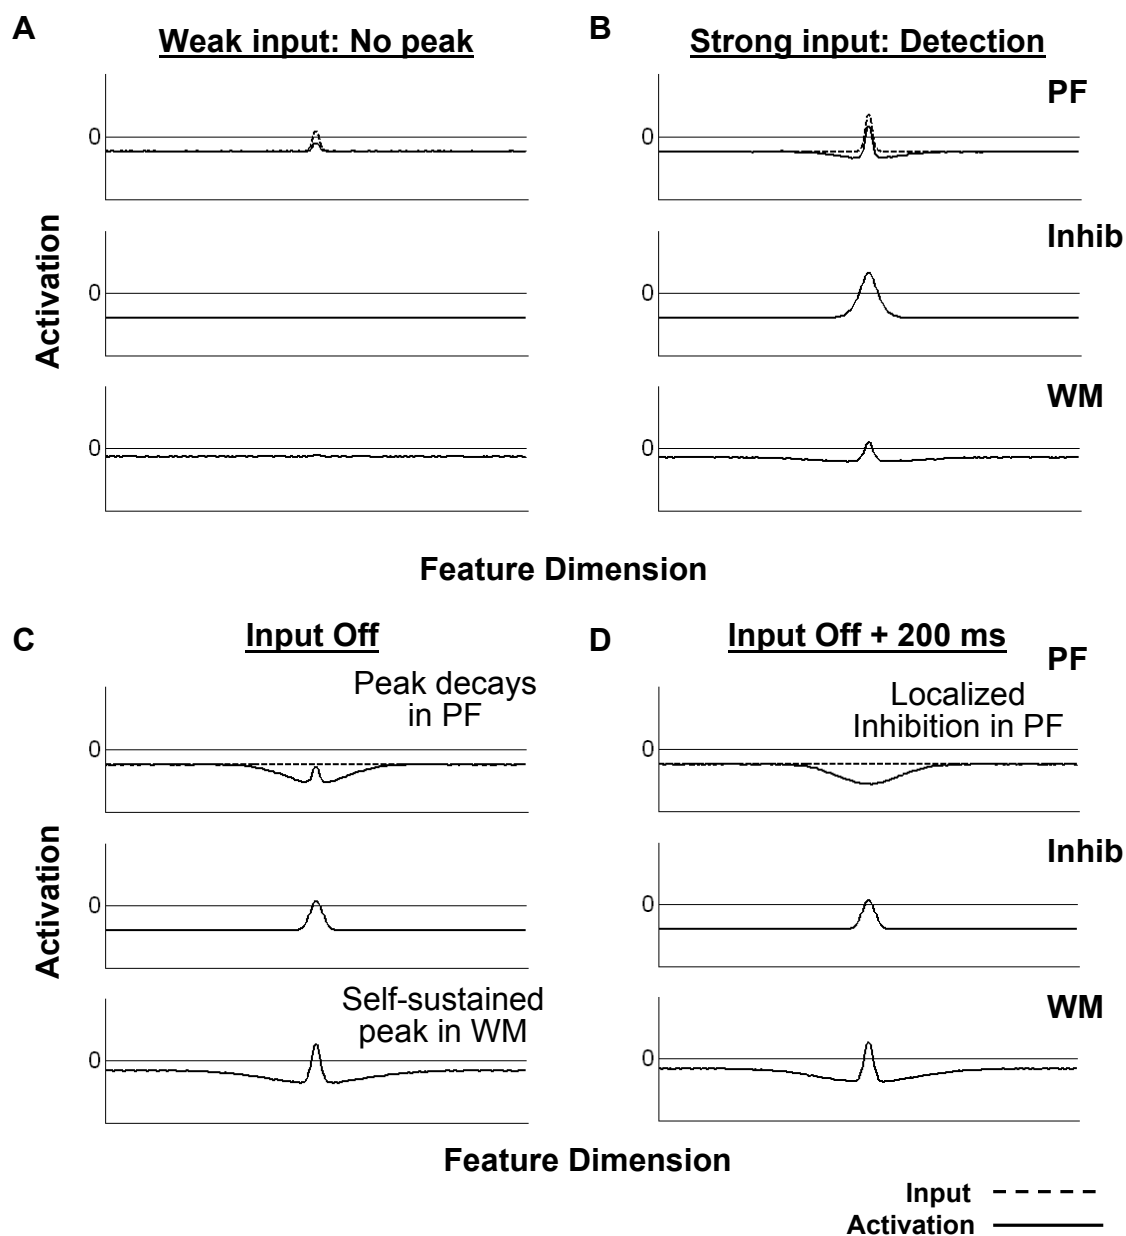 A
Weak input: No peak
B
Strong input: Detection
PF
0
0
Inhib
0
0
WM
0
0
Activation
Feature Dimension
C
Input Off
D
Input Off + 200 ms
PF
Peak decays
in PF
Localized
Inhibition in PF
0
0
Inhib
0
0
Activation
Self-sustained
peak in WM
WM
0
0
Feature Dimension
Input
Activation